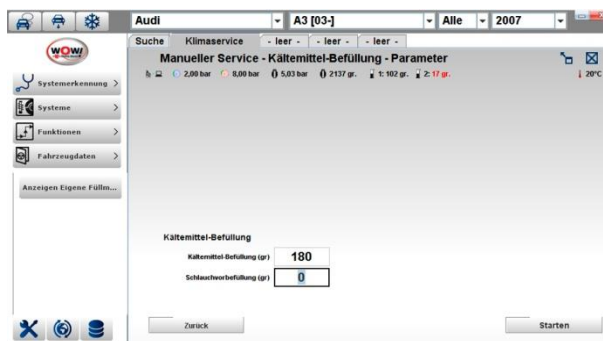 Audi A3 [03-] Alle 2007
Suche Klimaservice - leer - - leer - - leer -
WOW!
Manueller Service - Kältemittel-Befüllung - Parameter
2,00 bar 8,00 bar 5,03 bar 2137 gr. 1: 102 gr. 2: 17 gr. 20°C
Systemerkennung >
Systeme >
Funktionen >
Fahrzeugdaten >
Anzeigen Eigene Füllm...
Kältemittel-Befüllung
Kältemittel-Befüllung (gr) 180
Schlauchvorbefüllung (gr) 0
Zurück Starten